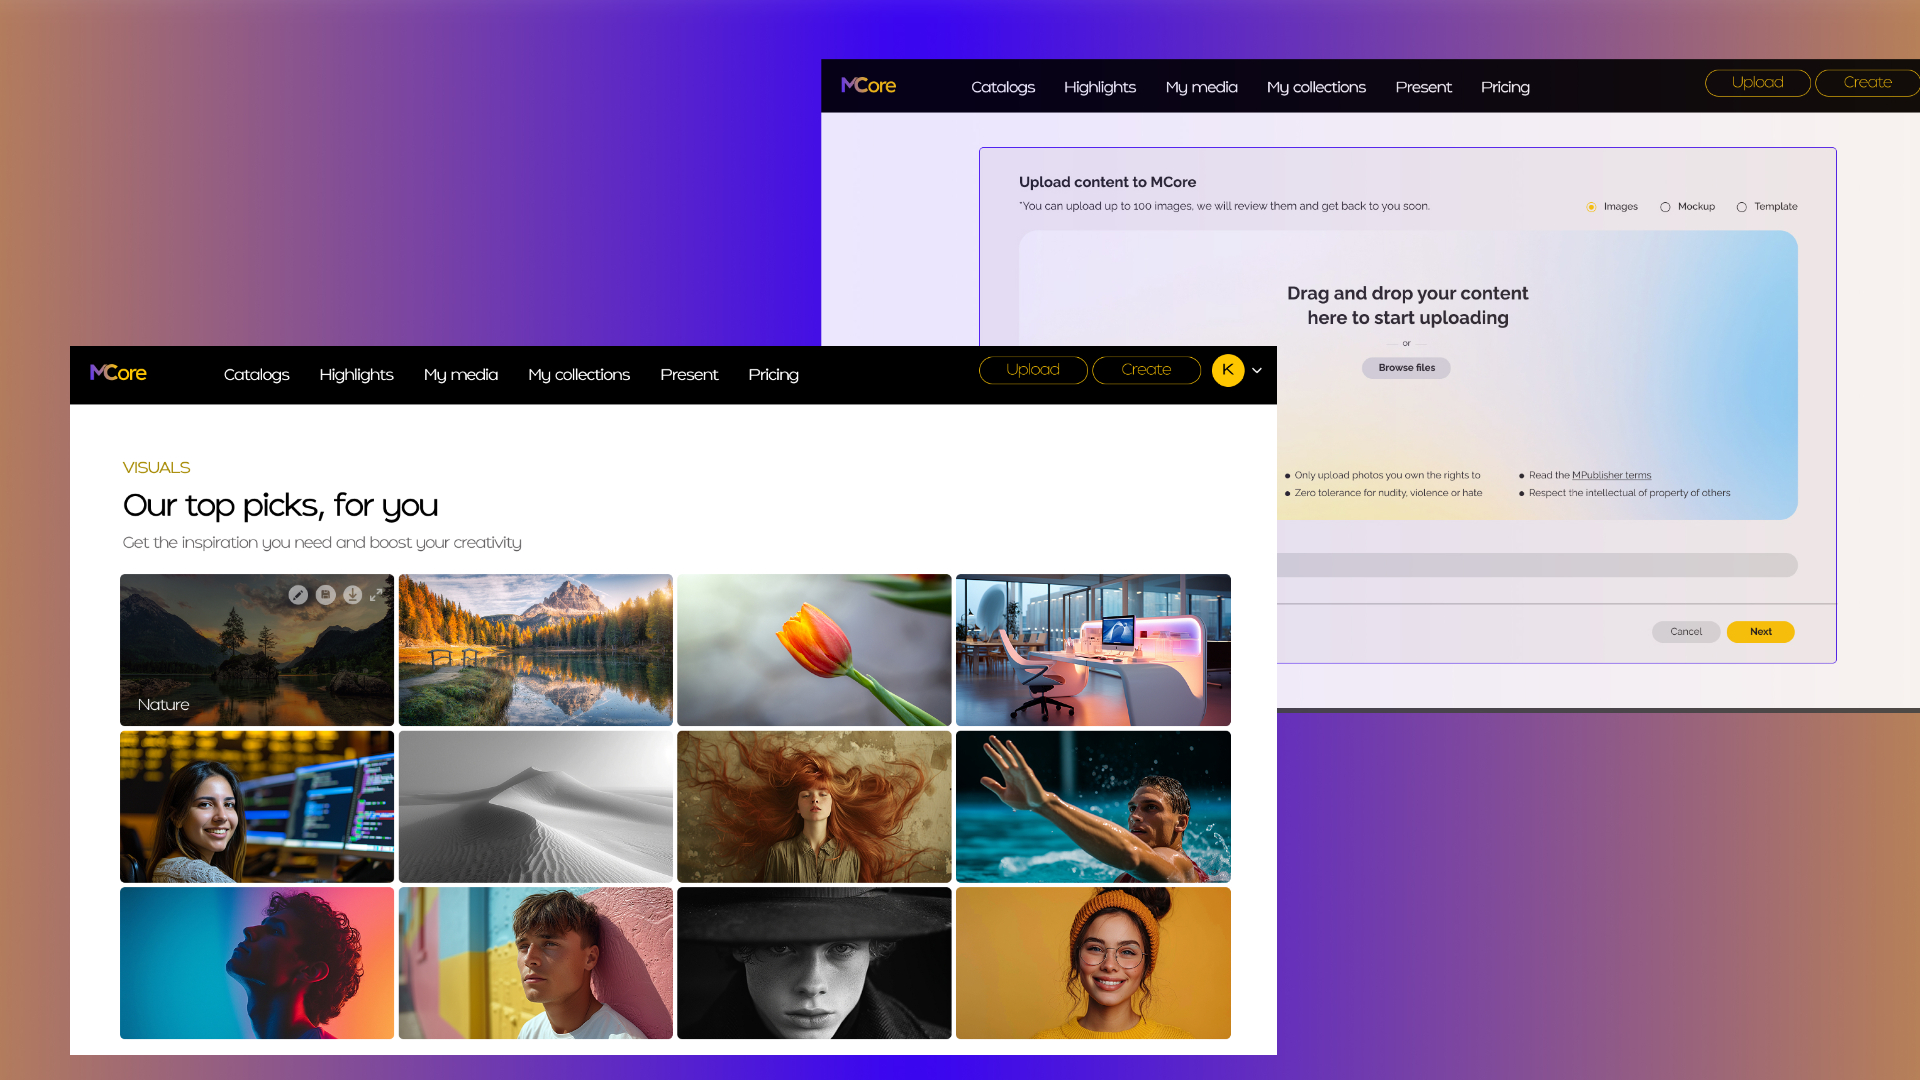 MCore
Catalogs Highlights My media My collections Present Pricing
Upload Create
Upload content to MCore
*You can upload up to 100 images, we will review them and get back to you soon.
Images Mockup Template
Drag and drop your content
here to start uploading
or
Browse files
Only upload photos you own the rights to
Zero tolerance for nudity, violence or hate
Read the MPublisher terms
Respect the intellectual of property of others
Cancel Next
MCore
Catalogs Highlights My media My collections Present Pricing
Upload Create K
VISUALS
Our top picks, for you
Get the inspiration you need and boost your creativity
Nature